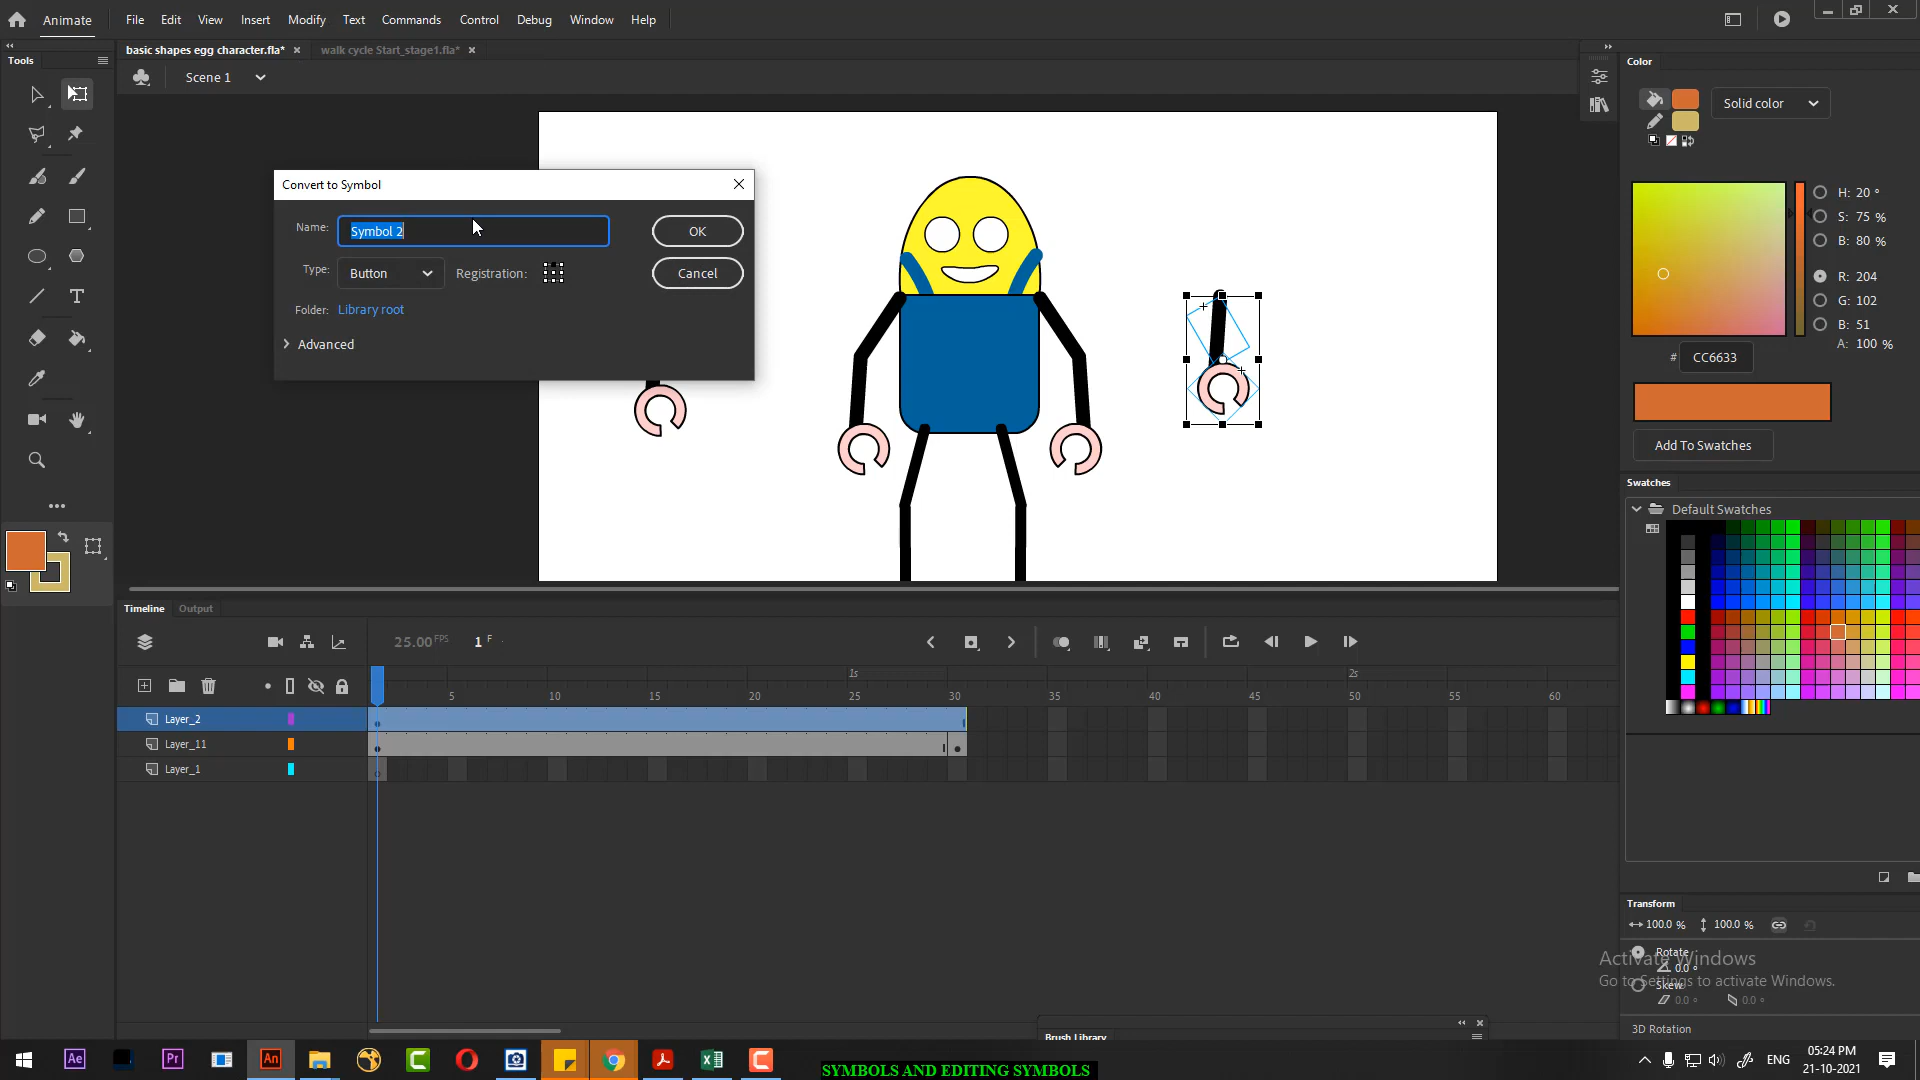 Animate File Edit View Insert Modify Text Commands Control Debug Window Help
basic shapes egg character.fla* walk cycle Start_stage1.fla*
Tools
Scene 1
Color
Solid color
Convert to Symbol
Name: Symbol 2 OK
Type: Button Registration: Cancel
Folder: Library root
Advanced
H: 20 °
S: 75 %
B: 80 %
R: 204
G: 102
B: 51
A: 100 %
# CC6633
Add To Swatches
Swatches
Default Swatches
Timeline Output
25.00 FPS 1 F
1s 2s
5 10 15 20 25 30 35 40 45 50 55 60
Layer_2
Layer_11
Layer_1
Transform
100.0 % 100.0 %
Rotate
0.0 °
Skew
0.0 ° 0.0 °
Activate Windows
Go to Settings to activate Windows.
3D Rotation
Brush Library
Ae Pr An
ENG 05:24 PM
21-10-2021
SYMBOLS AND EDITING SYMBOLS